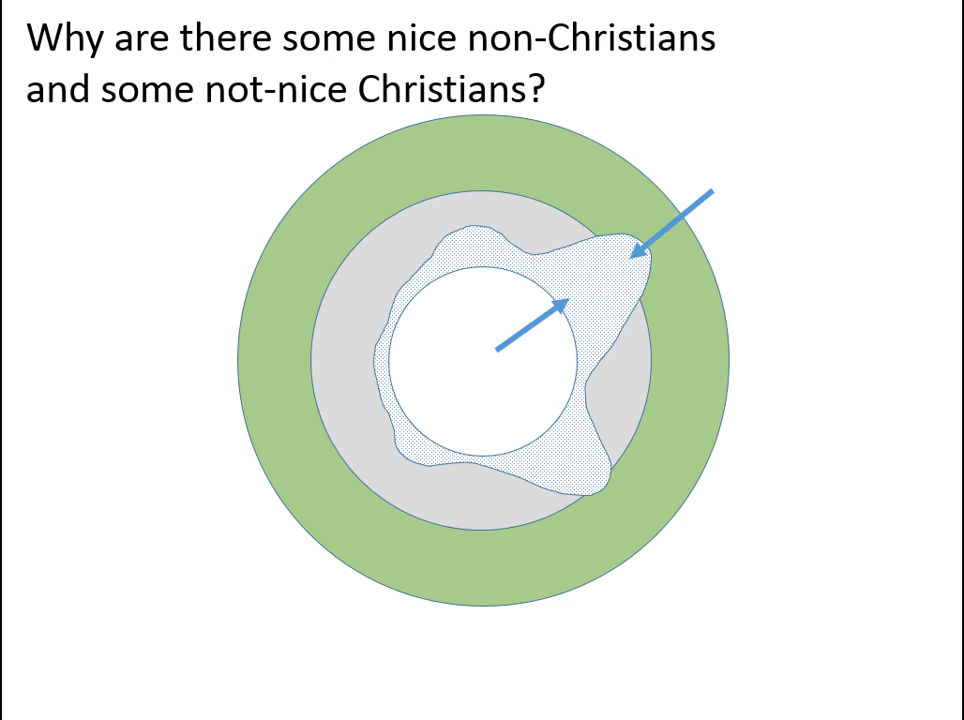 Why are there some nice non-Christians
and some not-nice Christians?